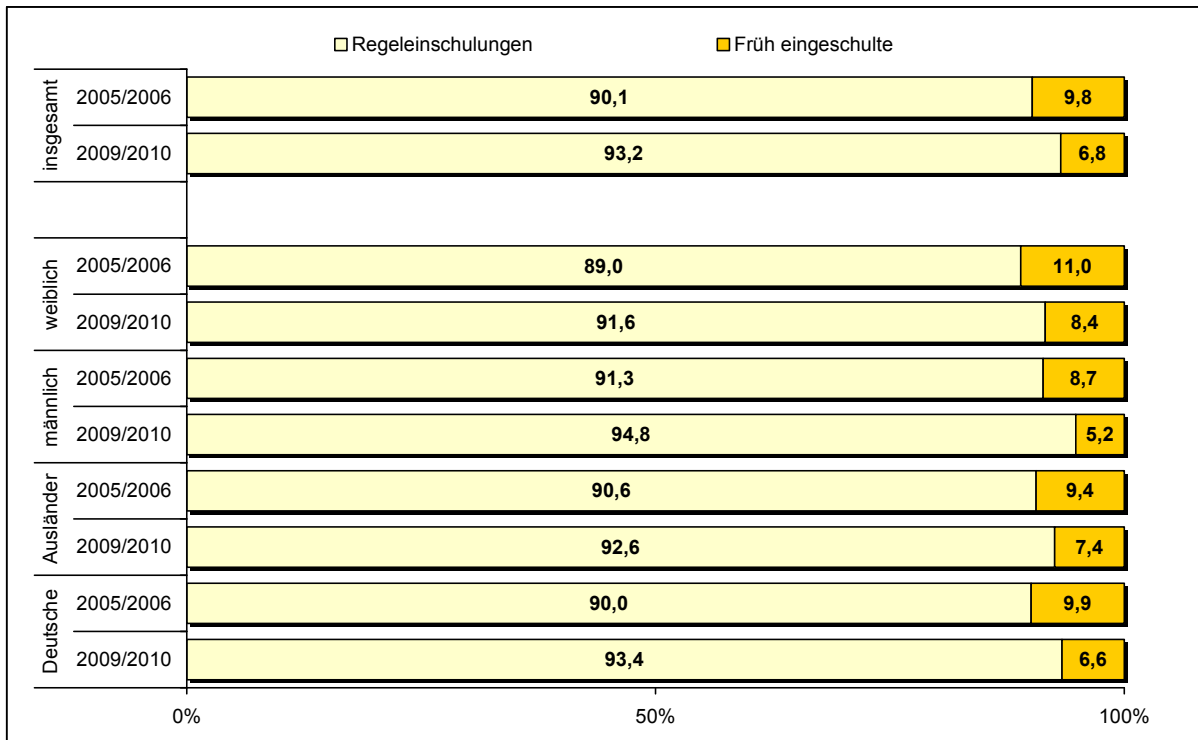 Regeleinschulungen Früh eingeschulte
insgesamt
2005/2006 90,1 9,8
2009/2010 93,2 6,8
weiblich
2005/2006 89,0 11,0
2009/2010 91,6 8,4
männlich
2005/2006 91,3 8,7
2009/2010 94,8 5,2
Ausländer
2005/2006 90,6 9,4
2009/2010 92,6 7,4
Deutsche
2005/2006 90,0 9,9
2009/2010 93,4 6,6
0% 50% 100%